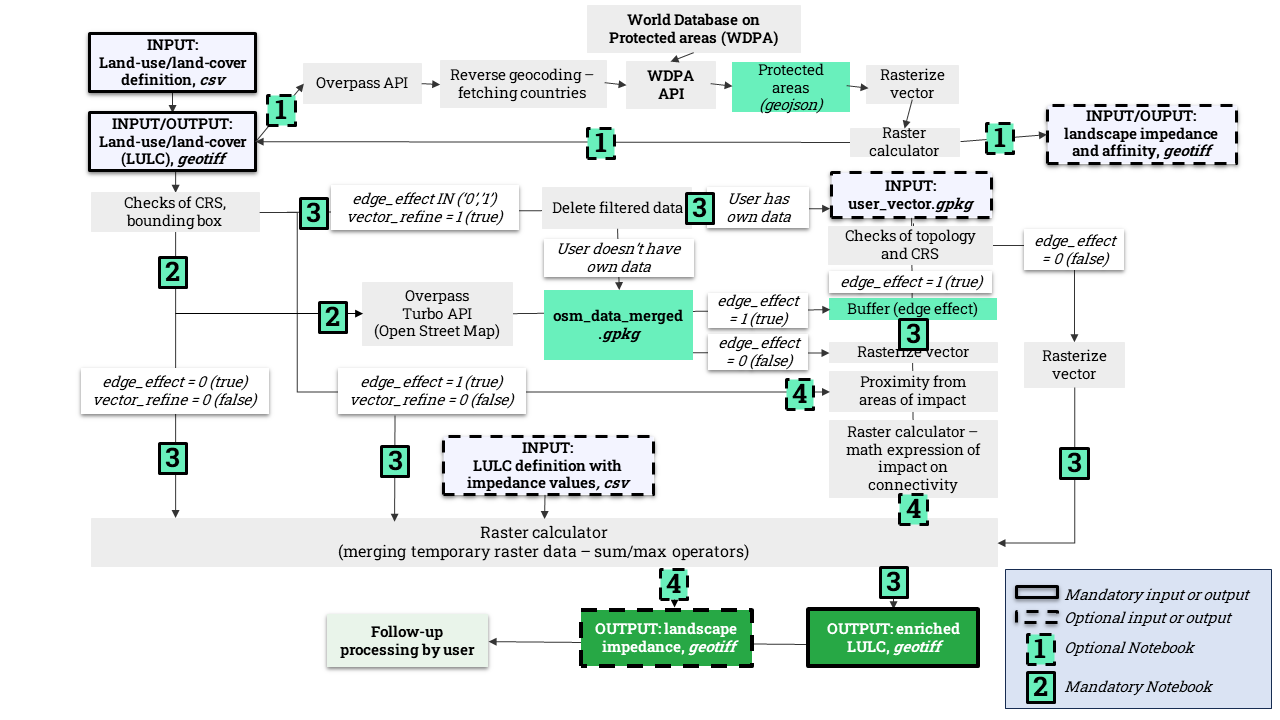 World Database on
Protected areas (WDPA)
INPUT:
Land-use/land-cover
definition, csv
Overpass API
Reverse geocoding –
fetching countries
WDPA
API
Protected
areas
(geojson)
Rasterize
vector
1
INPUT/OUTPUT:
Land-use/land-cover
(LULC), geotiff
1
Raster
calculator
1
INPUT/OUPUT:
landscape impedance
and affinity, geotiff
Checks of CRS,
bounding box
3
edge_effect IN (‘0’,’1’)
vector_refine = 1 (true)
Delete filtered data
3
User has
own data
INPUT:
user_vector.gpkg
Checks of topology
and CRS
edge_effect
= 0 (false)
User doesn’t have
own data
2
edge_effect = 1 (true)
2
Overpass
Turbo API
(Open Street Map)
osm_data_merged
.gpkg
edge_effect
= 1 (true)
Buffer (edge effect)
3
edge_effect
= 0 (false)
Rasterize vector
Rasterize
vector
edge_effect = 0 (true)
vector_refine = 0 (false)
edge_effect = 1 (true)
vector_refine = 0 (false)
4
Proximity from
areas of impact
3
3
INPUT:
LULC definition with
impedance values, csv
Raster calculator –
math expression of
impact on
connectivity
3
4
Raster calculator
(merging temporary raster data – sum/max operators)
4
3
Follow-up
processing by user
OUTPUT: landscape
impedance, geotiff
OUTPUT: enriched
LULC, geotiff
Mandatory input or output
Optional input or output
1
Optional Notebook
2
Mandatory Notebook